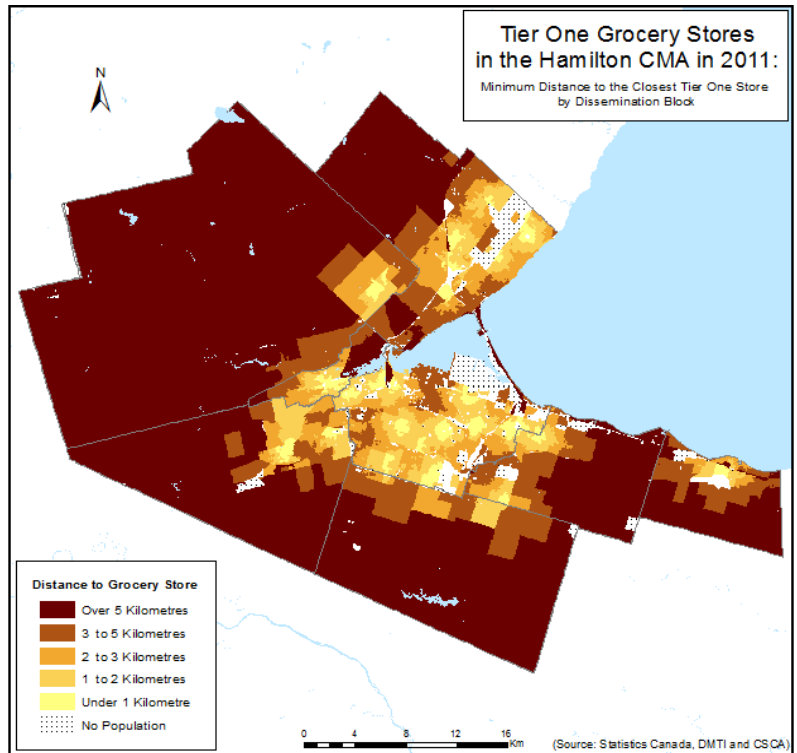 Tier One Grocery Stores
in the Hamilton CMA in 2011:
Minimum Distance to the Closest Tier One Store
by Dissemination Block
N
Distance to Grocery Store
Over 5 Kilometres
3 to 5 Kilometres
2 to 3 Kilometres
1 to 2 Kilometres
Under 1 Kilometre
No Population
0 4 8 12 16
Km
(Source: Statistics Canada, DMTI and CSCA)